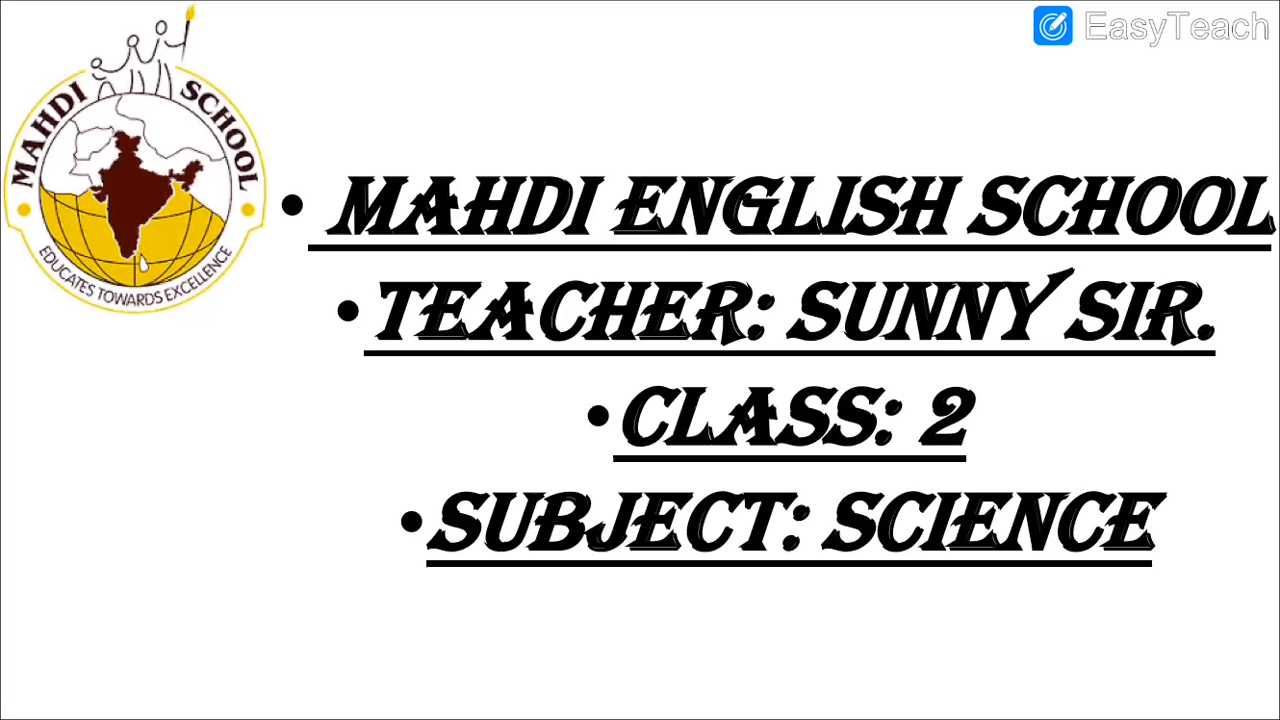 MAHDI SCHOOL
EDUCATES TOWARDS EXCELLENCE
EasyTeach
• MAHDI ENGLISH SCHOOL
• TEACHER: SUNNY SIR.
• CLASS: 2
• SUBJECT: SCIENCE